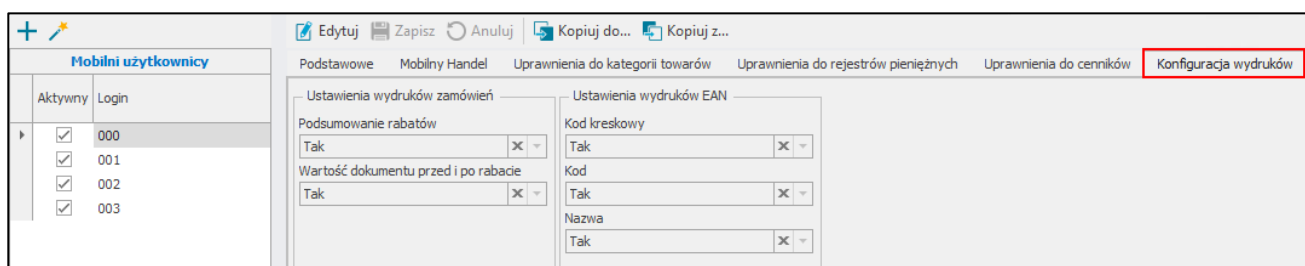 Edytuj Zapisz Anuluj Kopiuj do... Kopiuj z...
Mobilni użytkownicy
Podstawowe Mobilny Handel Uprawnienia do kategorii towarów Uprawnienia do rejestrów pieniężnych Uprawnienia do cenników Konfiguracja wydruków
Aktywny Login
000
001
002
003
Ustawienia wydruków zamówień
Podsumowanie rabatów
Tak
Wartość dokumentu przed i po rabacie
Tak
Ustawienia wydruków EAN
Kod kreskowy
Tak
Kod
Tak
Nazwa
Tak